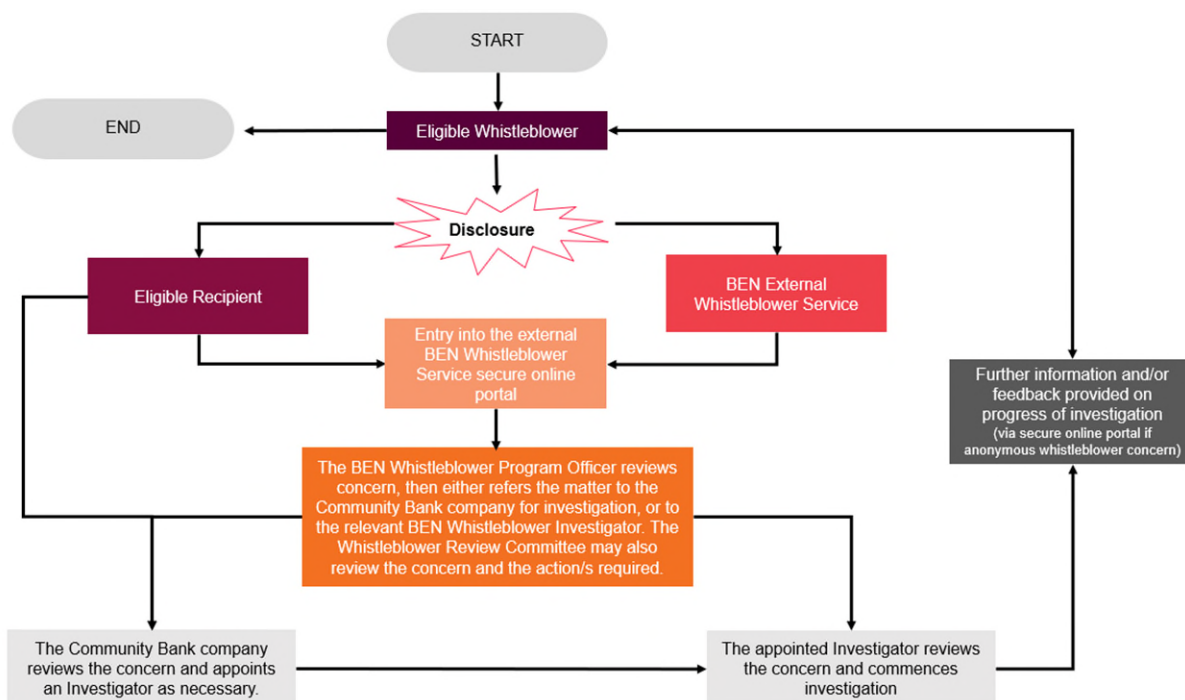 START
END
Eligible Whistleblower
Disclosure
Eligible Recipient
BEN External
Whistleblower Service
Entry into the external
BEN Whistleblower
Service secure online
portal
Further information and/or
feedback provided on
progress of investigation
(via secure online portal if
anonymous whistleblower concern)
The BEN Whistleblower Program Officer reviews
concern, then either refers the matter to the
Community Bank company for investigation, or to
the relevant BEN Whistleblower Investigator. The
Whistleblower Review Committee may also
review the concern and the action/s required.
The Community Bank company
reviews the concern and appoints
an Investigator as necessary.
The appointed Investigator reviews
the concern and commences
investigation